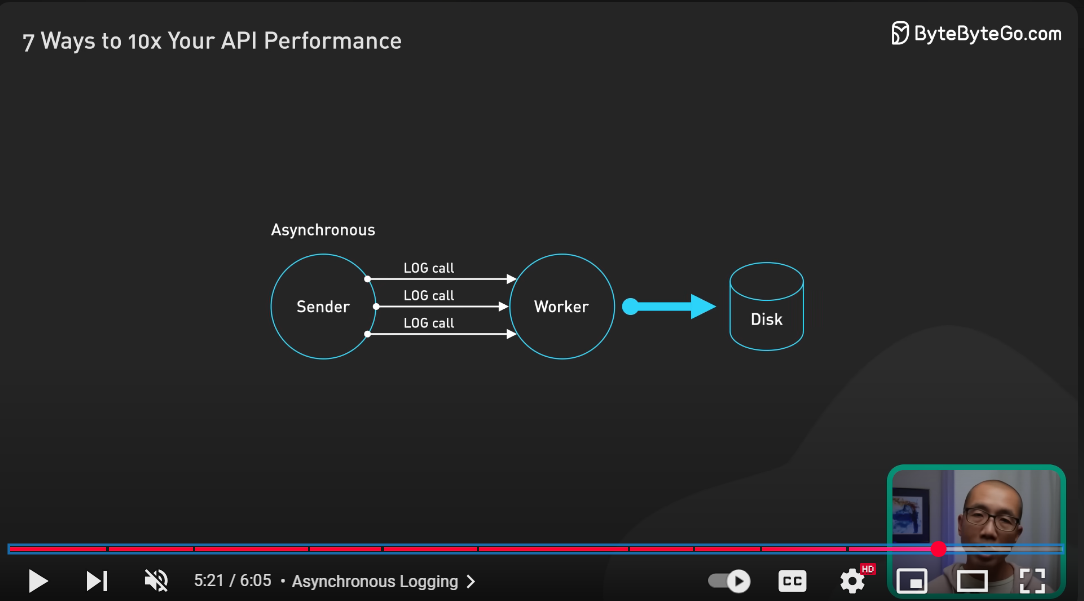 7 Ways to 10x Your API Performance
ByteByteGo.com
Asynchronous
LOG call
LOG call
LOG call
Sender
Worker
Disk
5:21 / 6:05 • Asynchronous Logging
CC
HD